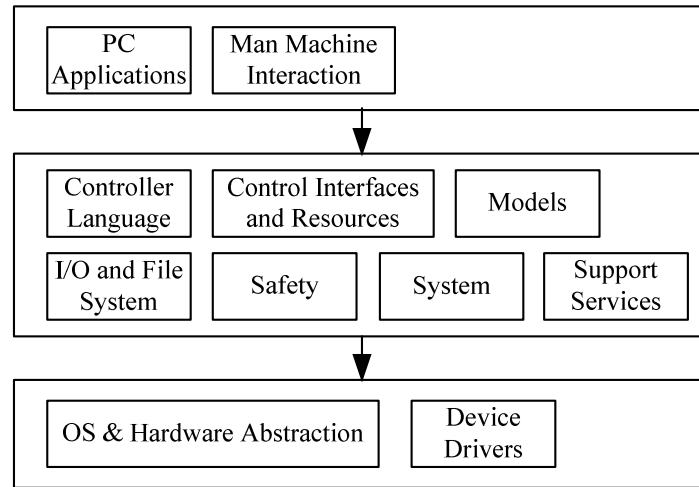 PC
Applications
Man Machine
Interaction
Controller
Language
Control Interfaces
and Resources
Models
I/O and File
System
Safety
System
Support
Services
OS & Hardware Abstraction
Device
Drivers